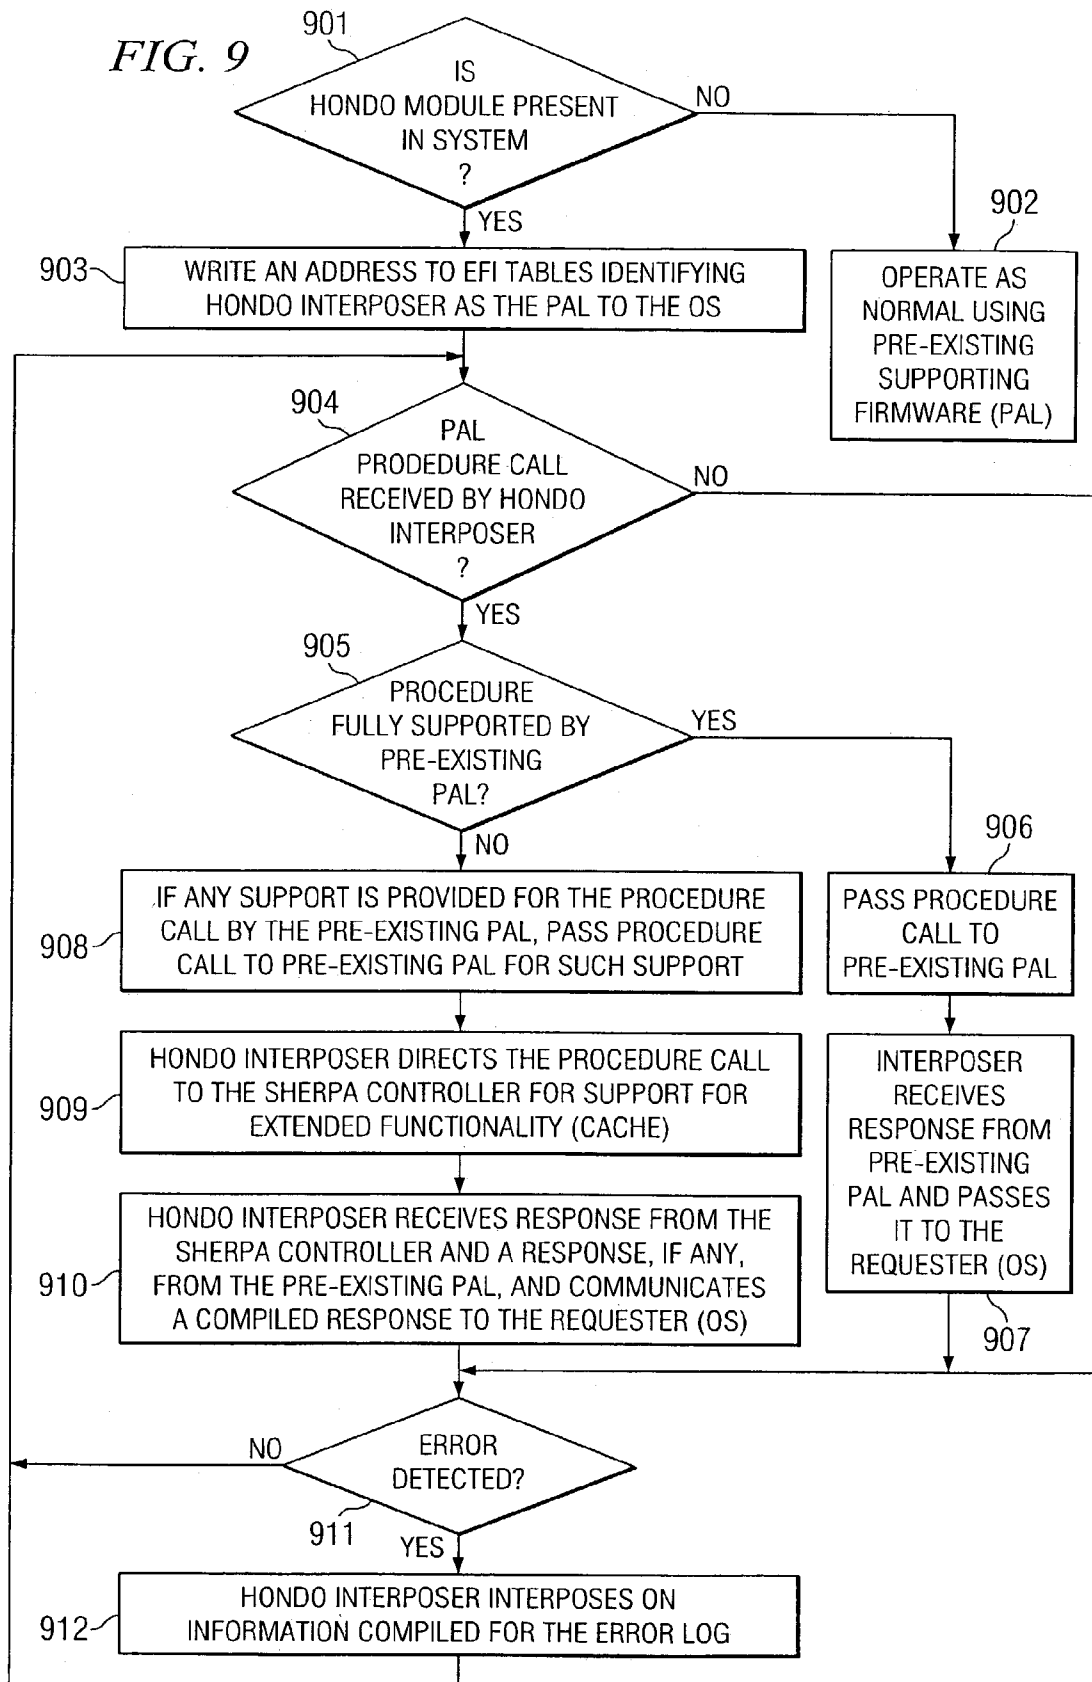 FIG. 9
901
IS
HONDO MODULE PRESENT
IN SYSTEM
?
NO
YES
902
OPERATE AS
NORMAL USING
PRE-EXISTING
SUPPORTING
FIRMWARE (PAL)
903
WRITE AN ADDRESS TO EFI TABLES IDENTIFYING
HONDO INTERPOSER AS THE PAL TO THE OS
904
PAL
PRODEDURE CALL
RECEIVED BY HONDO
INTERPOSER
?
NO
YES
905
PROCEDURE
FULLY SUPPORTED BY
PRE-EXISTING
PAL?
YES
NO
906
PASS PROCEDURE
CALL TO
PRE-EXISTING PAL
908
IF ANY SUPPORT IS PROVIDED FOR THE PROCEDURE
CALL BY THE PRE-EXISTING PAL, PASS PROCEDURE
CALL TO PRE-EXISTING PAL FOR SUCH SUPPORT
909
HONDO INTERPOSER DIRECTS THE PROCEDURE CALL
TO THE SHERPA CONTROLLER FOR SUPPORT FOR
EXTENDED FUNCTIONALITY (CACHE)
INTERPOSER
RECEIVES
RESPONSE FROM
PRE-EXISTING
PAL AND PASSES
IT TO THE
REQUESTER (OS)
907
910
HONDO INTERPOSER RECEIVES RESPONSE FROM THE
SHERPA CONTROLLER AND A RESPONSE, IF ANY,
FROM THE PRE-EXISTING PAL, AND COMMUNICATES
A COMPILED RESPONSE TO THE REQUESTER (OS)
NO
ERROR
DETECTED?
911
YES
912
HONDO INTERPOSER INTERPOSES ON
INFORMATION COMPILED FOR THE ERROR LOG